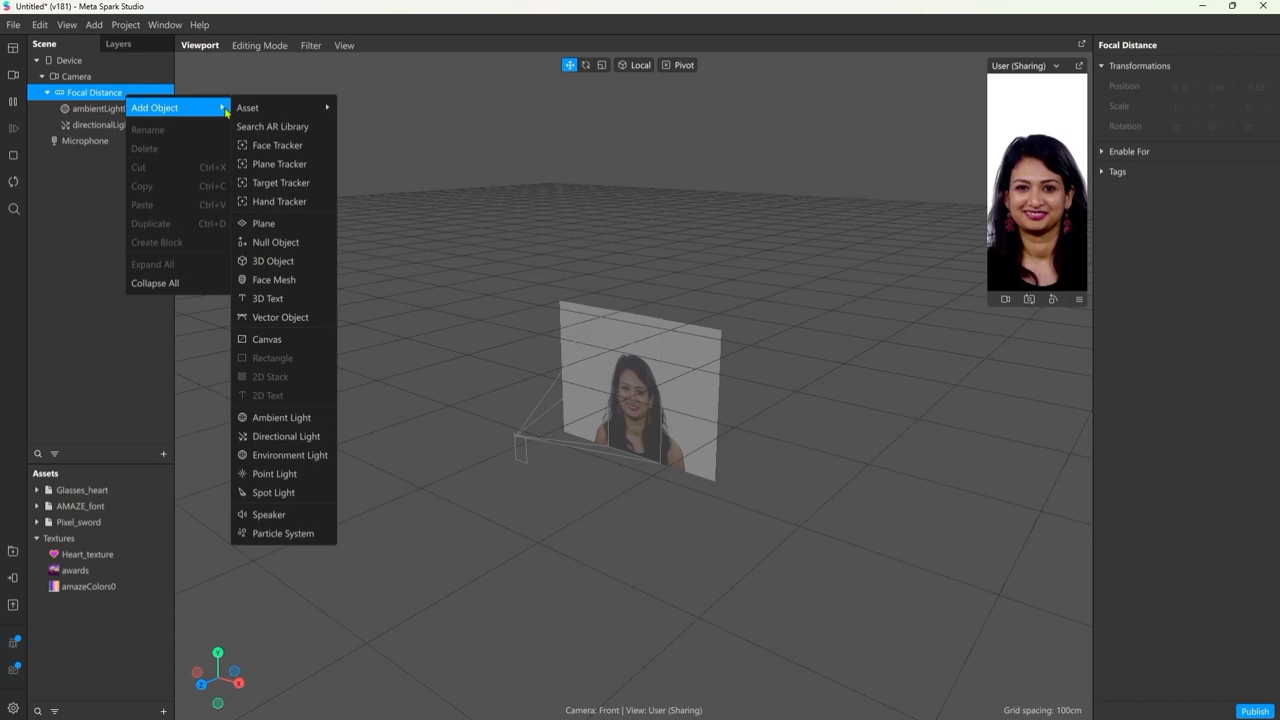 Untitled* (v181) - Meta Spark Studio
File Edit View Add Project Window Help
Scene Layers
Device
Camera
Focal Distance
ambientLight
directionalLigh
Microphone
Add Object
Rename
Delete
Cut Ctrl+X
Copy Ctrl+C
Paste Ctrl+V
Duplicate Ctrl+D
Create Block
Expand All
Collapse All
Asset
Search AR Library
Face Tracker
Plane Tracker
Target Tracker
Hand Tracker
Plane
Null Object
3D Object
Face Mesh
3D Text
Vector Object
Canvas
Rectangle
2D Stack
2D Text
Ambient Light
Directional Light
Environment Light
Point Light
Spot Light
Speaker
Particle System
Assets
Glasses_heart
AMAZE_font
Pixel_sword
Textures
Heart_texture
awards
amazeColors0
Viewport Editing Mode Filter View
Local Pivot
User (Sharing)
Y
Z
X
Camera: Front | View: User (Sharing)
Grid spacing: 100cm
Focal Distance
Transformations
Position
Scale
Rotation
Enable For
Tags
Publish